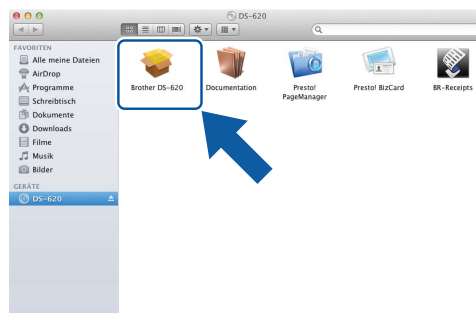 DS-620
FAVORITEN
Alle meine Dateien
AirDrop
Programme
Schreibtisch
Dokumente
Downloads
Filme
Musik
Bilder
GERÄTE
DS-620
Brother DS-620
Documentation
Presto!
PageManager
Presto! BizCard
BR-Receipts